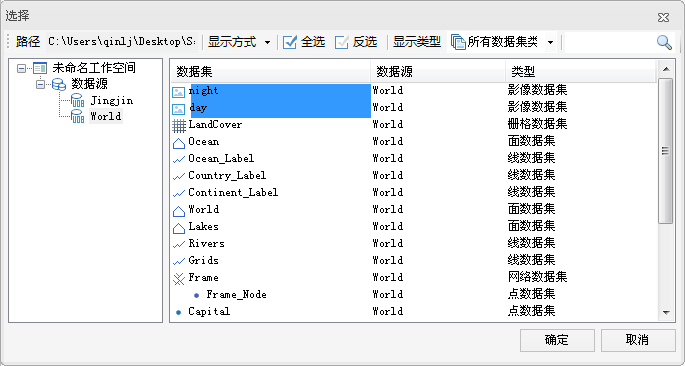 选择
路径 C:\Users\qinlj\Desktop\S 显示方式 全选 反选 显示类型 所有数据集类
未命名工作空间
数据源
Jingjin
World
数据集 数据源 类型
night World 影像数据集
day World 影像数据集
LandCover World 栅格数据集
Ocean World 面数据集
Ocean_Label World 线数据集
Country_Label World 线数据集
Continent_Label World 线数据集
World World 面数据集
Lakes World 面数据集
Rivers World 线数据集
Grids World 线数据集
Frame World 网络数据集
Frame_Node World 点数据集
Capital World 点数据集
确定 取消